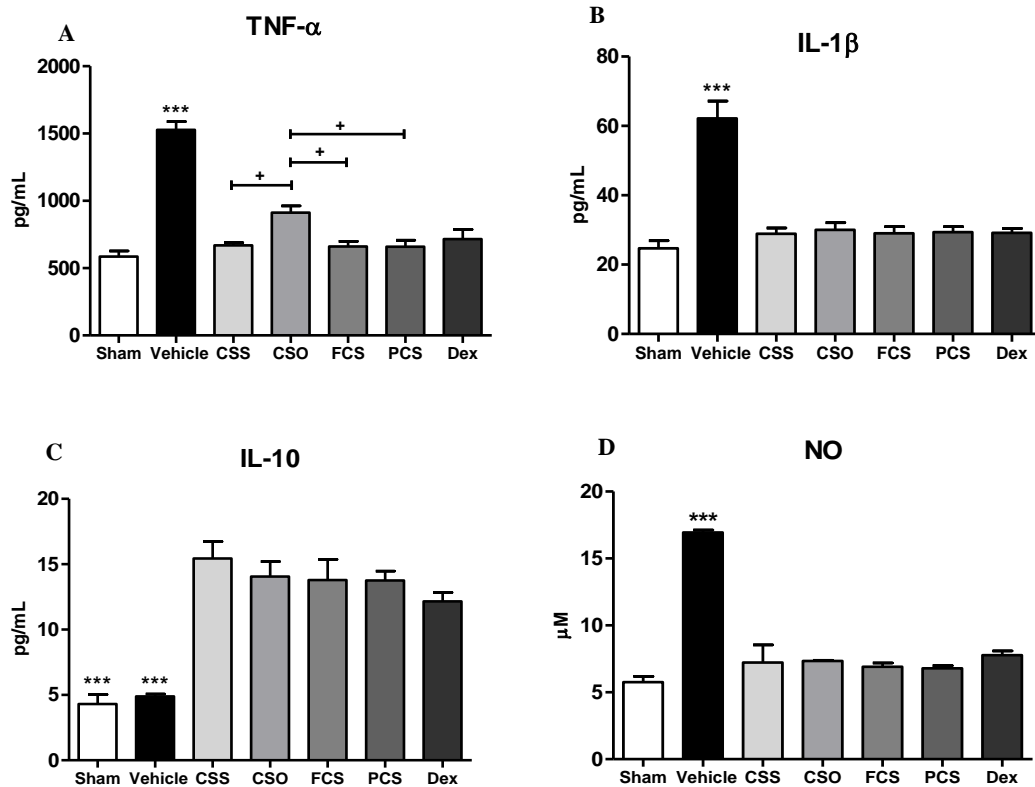 A
TNF-α
2000
1500
1000
500
0
pg/mL
***
+
+
+
Sham Vehicle CSS CSO FCS PCS Dex
B
IL-1β
80
60
40
20
0
pg/mL
***
Sham Vehicle CSS CSO FCS PCS Dex
C
IL-10
20
15
10
5
0
pg/mL
*** ***
Sham Vehicle CSS CSO FCS PCS Dex
D
NO
20
15
10
5
0
μM
***
Sham Vehicle CSS CSO FCS PCS Dex